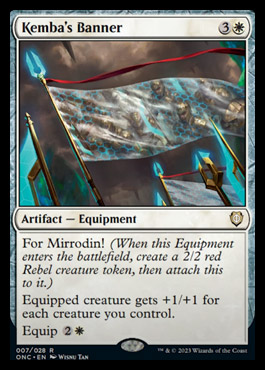 Kemba's Banner 3
Artifact — Equipment
For Mirrodin! (When this Equipment
enters the battlefield, create a 2/2 red
Rebel creature token, then attach this
to it.)
Equipped creature gets +1/+1 for
each creature you control.
Equip 2
007/028 R
ONC • EN WISNU TAN
™ & © 2023 Wizards of the Coast